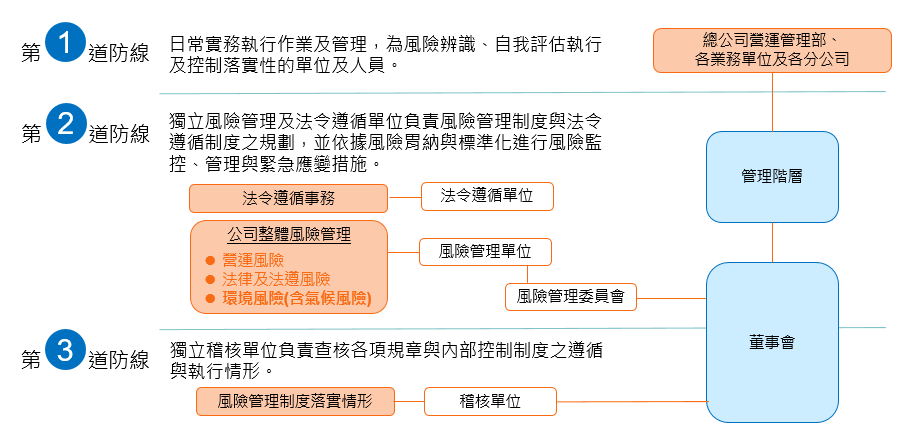 第1道防線
日常實務執行作業及管理，為風險辨識、自我評估執行
及控制落實性的單位及人員。
總公司營運管理部、
各業務單位及各分公司
第2道防線
獨立風險管理及法令遵循單位負責風險管理制度與法令
遵循制度之規劃，並依據風險胃納與標準化進行風險監
控、管理與緊急應變措施。
管理階層
法令遵循事務
法令遵循單位
公司整體風險管理
● 營運風險
● 法律及法遵風險
● 環境風險(含氣候風險)
風險管理單位
風險管理委員會
董事會
第3道防線
獨立稽核單位負責查核各項規章與內部控制制度之遵循
與執行情形。
風險管理制度落實情形
稽核單位